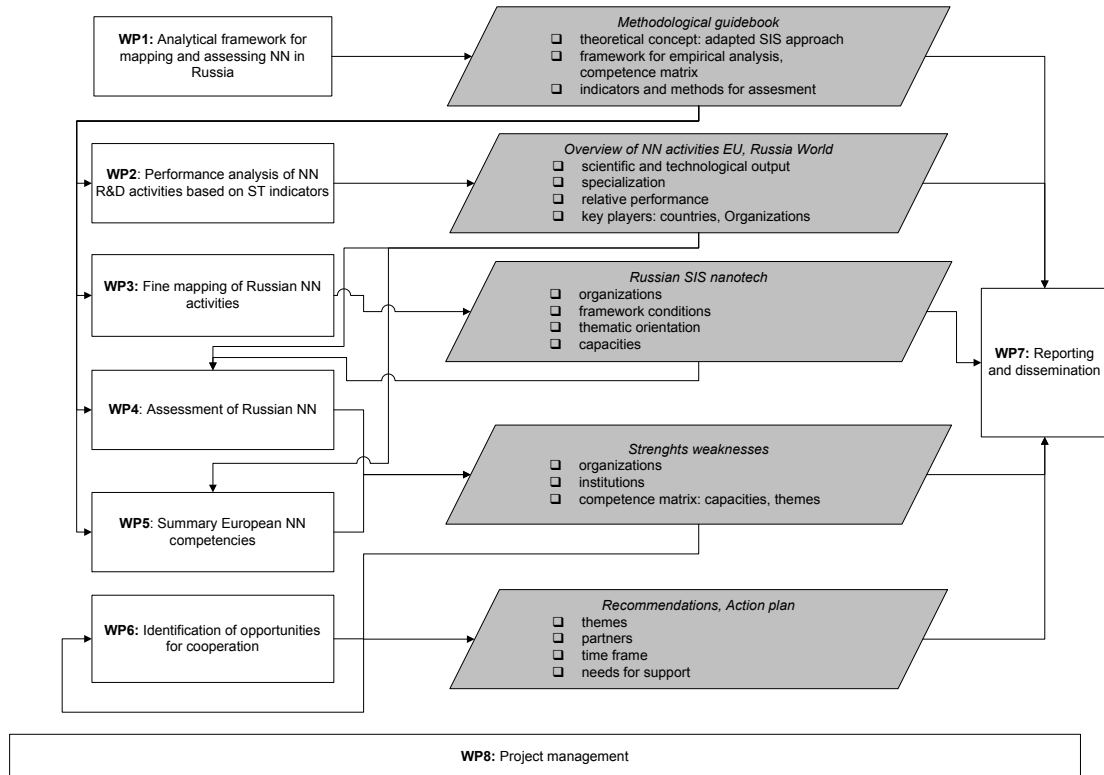 WP1: Analytical framework for
mapping and assessing NN in
Russia
Methodological guidebook
❑ theoretical concept: adapted SIS approach
❑ framework for empirical analysis,
competence matrix
❑ indicators and methods for assesment
WP2: Performance analysis of NN
R&D activities based on ST indicators
Overview of NN activities EU, Russia World
❑ scientific and technological output
❑ specialization
❑ relative performance
❑ key players: countries, Organizations
WP3: Fine mapping of Russian NN
activities
Russian SIS nanotech
❑ organizations
❑ framework conditions
❑ thematic orientation
❑ capacities
WP7: Reporting
and dissemination
WP4: Assessment of Russian NN
Strenghts weaknesses
❑ organizations
❑ institutions
❑ competence matrix: capacities, themes
WP5: Summary European NN
competencies
WP6: Identification of opportunities
for cooperation
Recommendations, Action plan
❑ themes
❑ partners
❑ time frame
❑ needs for support
WP8: Project management